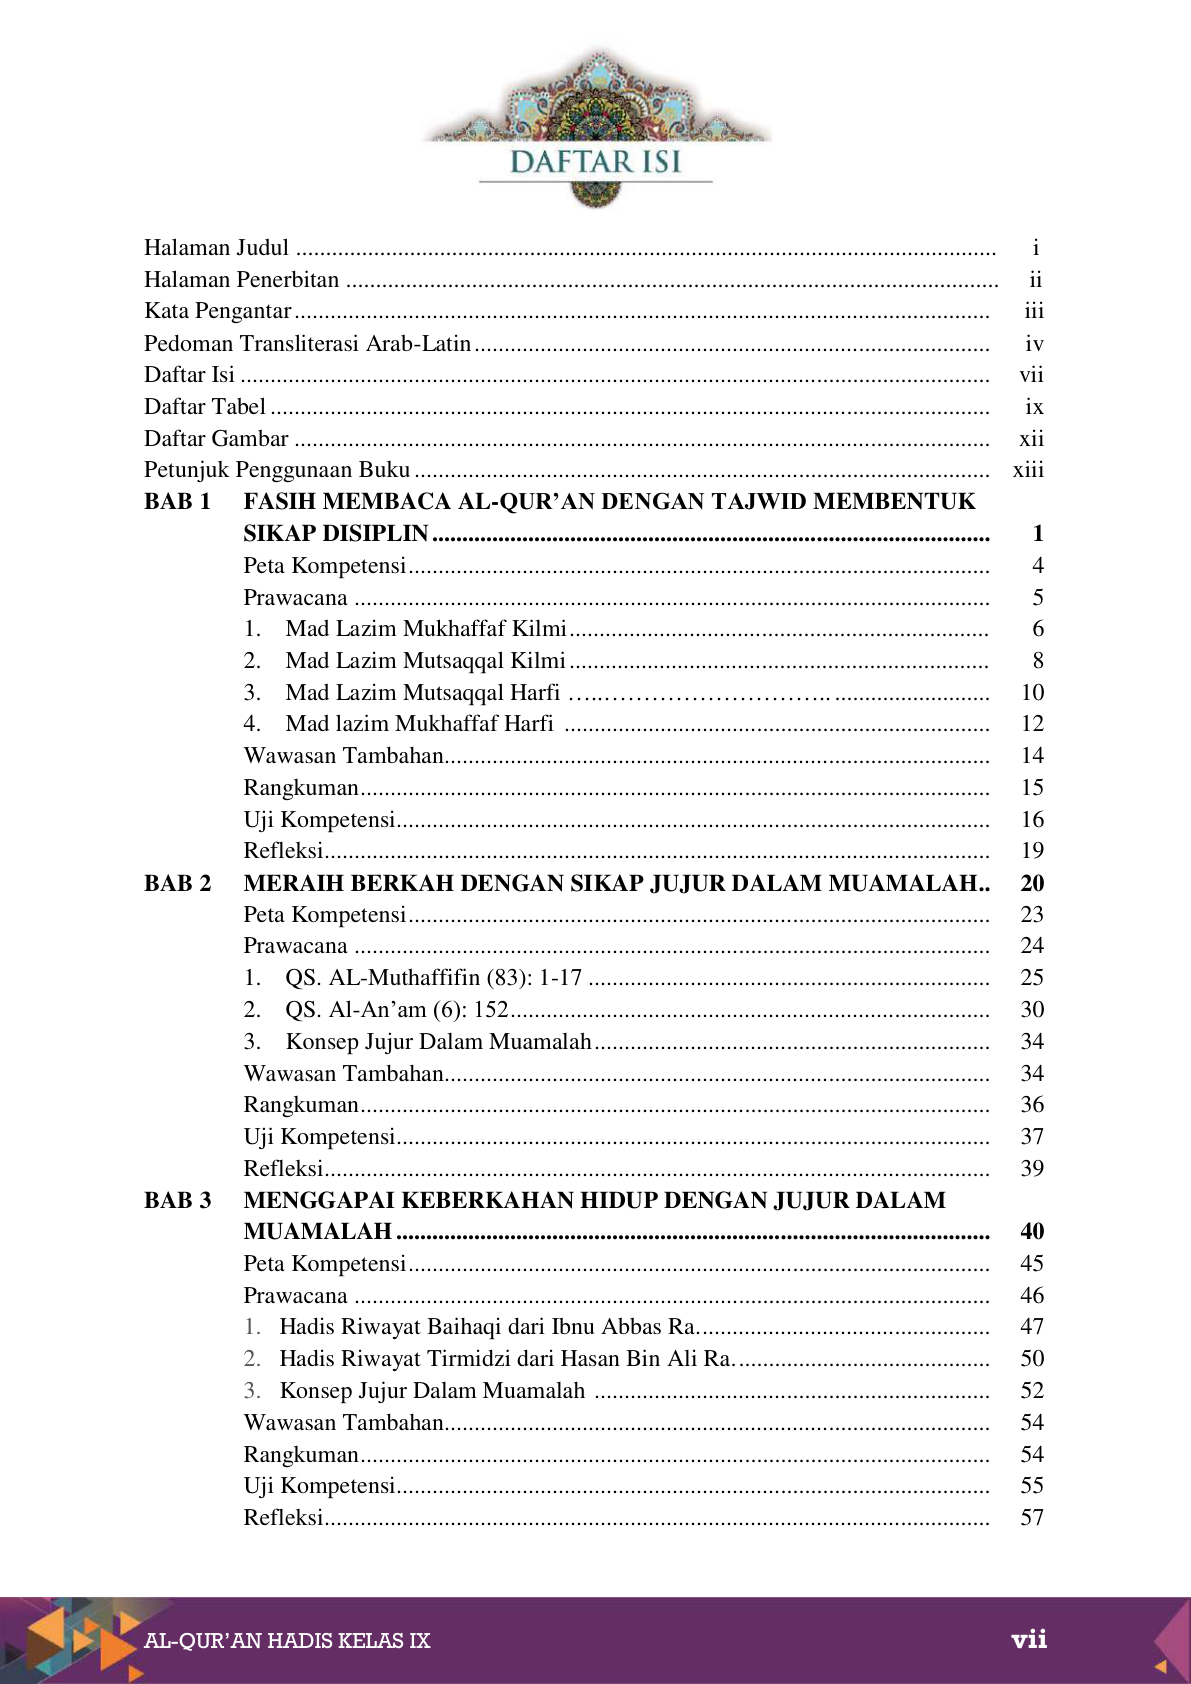 DAFTAR ISI
Halaman Judul ..................................................................................................................... i
Halaman Penerbitan ............................................................................................................. ii
Kata Pengantar .................................................................................................................... iii
Pedoman Transliterasi Arab-Latin ...................................................................................... iv
Daftar Isi ............................................................................................................................. vii
Daftar Tabel ........................................................................................................................ ix
Daftar Gambar .................................................................................................................... xii
Petunjuk Penggunaan Buku ................................................................................................ xiii
BAB 1 FASIH MEMBACA AL-QUR’AN DENGAN TAJWID MEMBENTUK
SIKAP DISIPLIN ............................................................................................. 1
Peta Kompetensi ................................................................................................. 4
Prawacana .......................................................................................................... 5
1. Mad Lazim Mukhaffaf Kilmi ...................................................................... 6
2. Mad Lazim Mutsaqqal Kilmi ...................................................................... 8
3. Mad Lazim Mutsaqqal Harfi …..……………………….. .......................... 10
4. Mad lazim Mukhaffaf Harfi ....................................................................... 12
Wawasan Tambahan........................................................................................... 14
Rangkuman......................................................................................................... 15
Uji Kompetensi................................................................................................... 16
Refleksi............................................................................................................... 19
BAB 2 MERAIH BERKAH DENGAN SIKAP JUJUR DALAM MUAMALAH.. 20
Peta Kompetensi ................................................................................................. 23
Prawacana .......................................................................................................... 24
1. QS. AL-Muthaffifin (83): 1-17 ................................................................... 25
2. QS. Al-An’am (6): 152................................................................................ 30
3. Konsep Jujur Dalam Muamalah .................................................................. 34
Wawasan Tambahan........................................................................................... 34
Rangkuman......................................................................................................... 36
Uji Kompetensi................................................................................................... 37
Refleksi............................................................................................................... 39
BAB 3 MENGGAPAI KEBERKAHAN HIDUP DENGAN JUJUR DALAM
MUAMALAH ................................................................................................... 40
Peta Kompetensi ................................................................................................. 45
Prawacana .......................................................................................................... 46
1. Hadis Riwayat Baihaqi dari Ibnu Abbas Ra................................................. 47
2. Hadis Riwayat Tirmidzi dari Hasan Bin Ali Ra. .......................................... 50
3. Konsep Jujur Dalam Muamalah .................................................................. 52
Wawasan Tambahan........................................................................................... 54
Rangkuman......................................................................................................... 54
Uji Kompetensi................................................................................................... 55
Refleksi............................................................................................................... 57
AL-QUR’AN HADIS KELAS IX vii